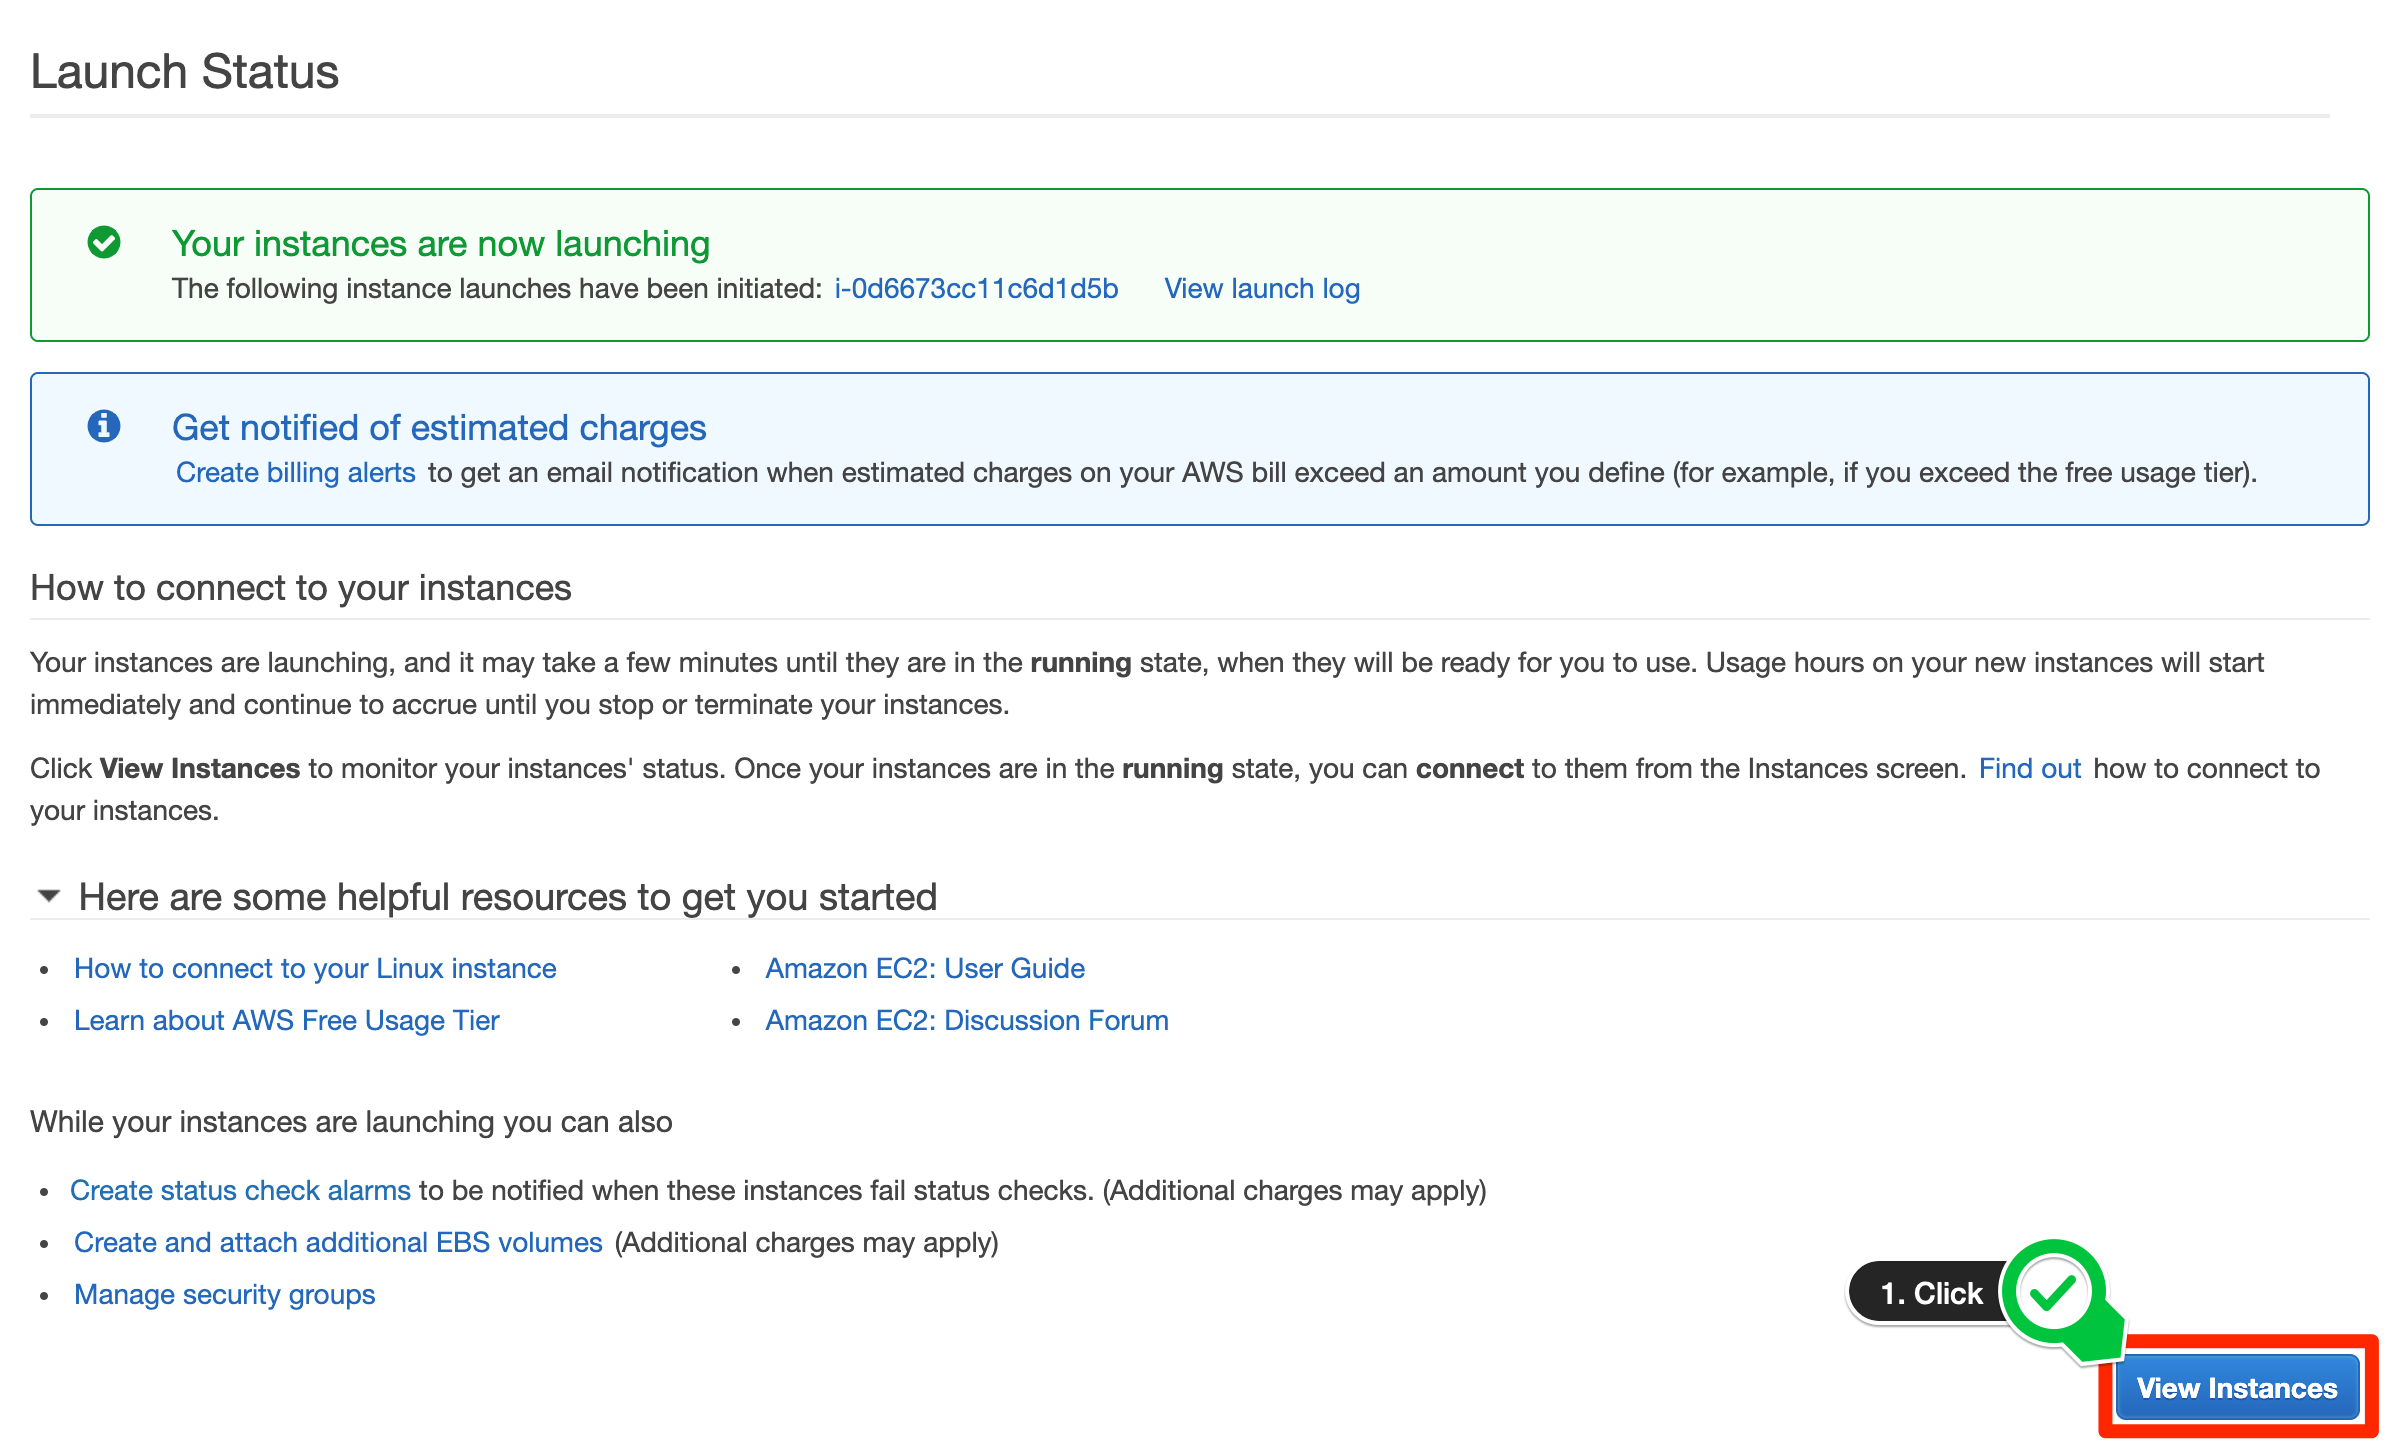 Launch Status
Your instances are now launching
The following instance launches have been initiated: i-0d6673cc11c6d1d5b View launch log
Get notified of estimated charges
Create billing alerts to get an email notification when estimated charges on your AWS bill exceed an amount you define (for example, if you exceed the free usage tier).
How to connect to your instances
Your instances are launching, and it may take a few minutes until they are in the running state, when they will be ready for you to use. Usage hours on your new instances will start
immediately and continue to accrue until you stop or terminate your instances.
Click View Instances to monitor your instances' status. Once your instances are in the running state, you can connect to them from the Instances screen. Find out how to connect to
your instances.
Here are some helpful resources to get you started
• How to connect to your Linux instance
• Amazon EC2: User Guide
• Learn about AWS Free Usage Tier
• Amazon EC2: Discussion Forum
While your instances are launching you can also
• Create status check alarms to be notified when these instances fail status checks. (Additional charges may apply)
• Create and attach additional EBS volumes (Additional charges may apply)
• Manage security groups
1. Click
View Instances